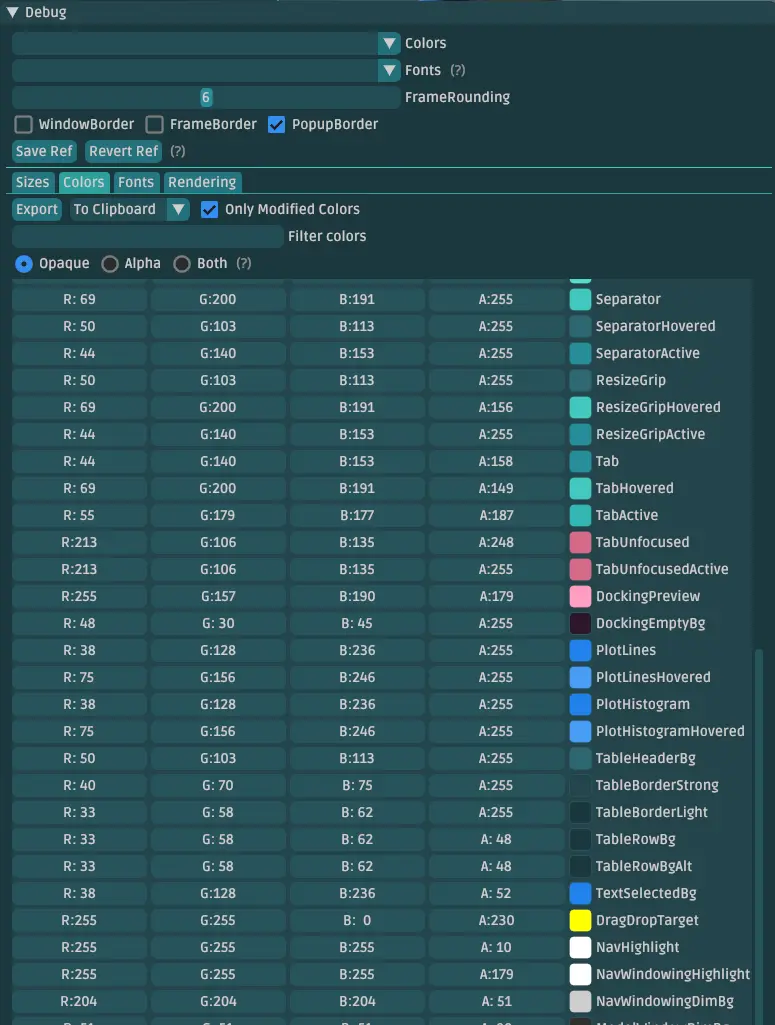 Debug
Colors
Fonts (?)
6 FrameRounding
WindowBorder FrameBorder PopupBorder
Save Ref Revert Ref (?)
Sizes Colors Fonts Rendering
Export To Clipboard Only Modified Colors
Filter colors
Opaque Alpha Both (?)
R: 69 G:200 B:191 A:255 Separator
R: 50 G:103 B:113 A:255 SeparatorHovered
R: 44 G:140 B:153 A:255 SeparatorActive
R: 50 G:103 B:113 A:255 ResizeGrip
R: 69 G:200 B:191 A:156 ResizeGripHovered
R: 44 G:140 B:153 A:255 ResizeGripActive
R: 44 G:140 B:153 A:158 Tab
R: 69 G:200 B:191 A:149 TabHovered
R: 55 G:179 B:177 A:187 TabActive
R:213 G:106 B:135 A:248 TabUnfocused
R:213 G:106 B:135 A:255 TabUnfocusedActive
R:255 G:157 B:190 A:179 DockingPreview
R: 48 G: 30 B: 45 A:255 DockingEmptyBg
R: 38 G:128 B:236 A:255 PlotLines
R: 75 G:156 B:246 A:255 PlotLinesHovered
R: 38 G:128 B:236 A:255 PlotHistogram
R: 75 G:156 B:246 A:255 PlotHistogramHovered
R: 50 G:103 B:113 A:255 TableHeaderBg
R: 40 G: 70 B: 75 A:255 TableBorderStrong
R: 33 G: 58 B: 62 A:255 TableBorderLight
R: 33 G: 58 B: 62 A: 48 TableRowBg
R: 33 G: 58 B: 62 A: 48 TableRowBgAlt
R: 38 G:128 B:236 A: 52 TextSelectedBg
R:255 G:255 B: 0 A:230 DragDropTarget
R:255 G:255 B:255 A: 10 NavHighlight
R:255 G:255 B:255 A:179 NavWindowingHighlight
R:204 G:204 B:204 A: 51 NavWindowingDimBg